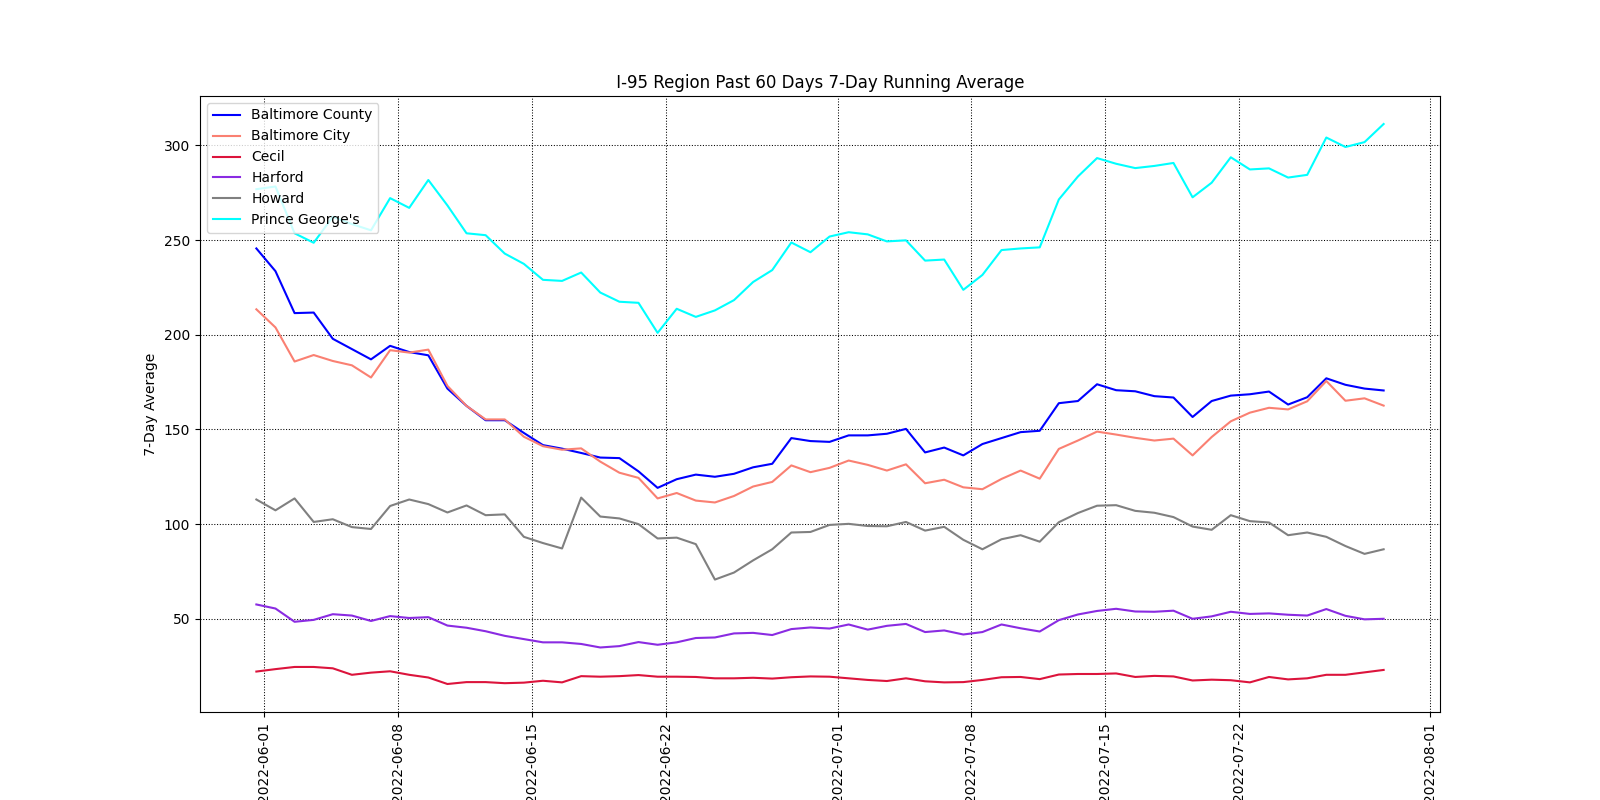 I-95 Region Past 60 Days 7-Day Running Average
Baltimore County
Baltimore City
Cecil
Harford
Howard
Prince George's
300
250
200
150
100
50
7-Day Average
2022-06-01
2022-06-08
2022-06-15
2022-06-22
2022-07-01
2022-07-08
2022-07-15
2022-07-22
2022-08-01